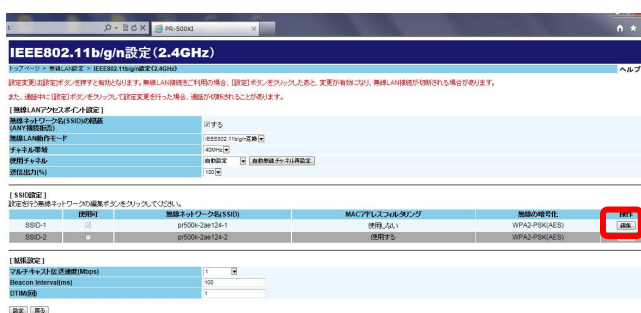 PR-500KI
IEEE802.11b/g/n設定(2.4GHz)
トップページ > 無線LAN設定 > IEEE802.11b/g/n設定(2.4GHz)
ヘルプ
設定変更は[設定]ボタンを押すと有効となります。無線LAN接続をご利用の場合、[設定]ボタンをクリックしたあと、変更が有効になり、無線LAN接続が切断される場合があります。
また、通話中に[設定]ボタンをクリックして設定変更を行った場合、通話が切断されることがあります。
[無線LANアクセスポイント設定]
無線ネットワーク名(SSID)の隠蔽
(ANY接続拒否)
する
無線LAN動作モード
IEEE802.11b/g/n互換
チャネル帯域
40MHz
使用チャネル
自動設定
自動無線チャネル再設定
送信出力(%)
100
[SSID設定]
設定を行う無線ネットワークの編集ボタンをクリックしてください。
使用可 無線ネットワーク名(SSID) MACアドレスフィルタリング 無線の暗号化 操作
SSID-1 pr500k-2ae124-1 使用しない WPA2-PSK(AES) 編集
SSID-2 pr500k-2ae124-2 使用する WPA2-PSK(AES)
[拡張設定]
マルチキャスト伝送速度(Mbps) 1
Beacon Interval(ms) 100
DTIM(回) 1
設定 戻る